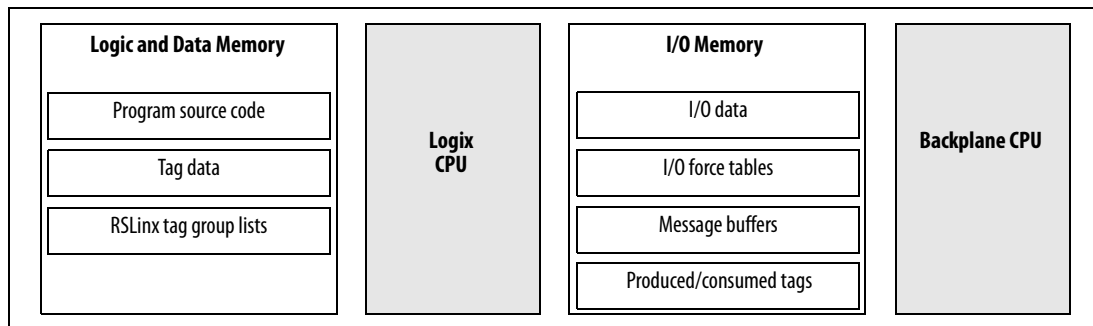 Logic and Data Memory
Program source code
Tag data
RSLinx tag group lists
Logix
CPU
I/O Memory
I/O data
I/O force tables
Message buffers
Produced/consumed tags
Backplane CPU